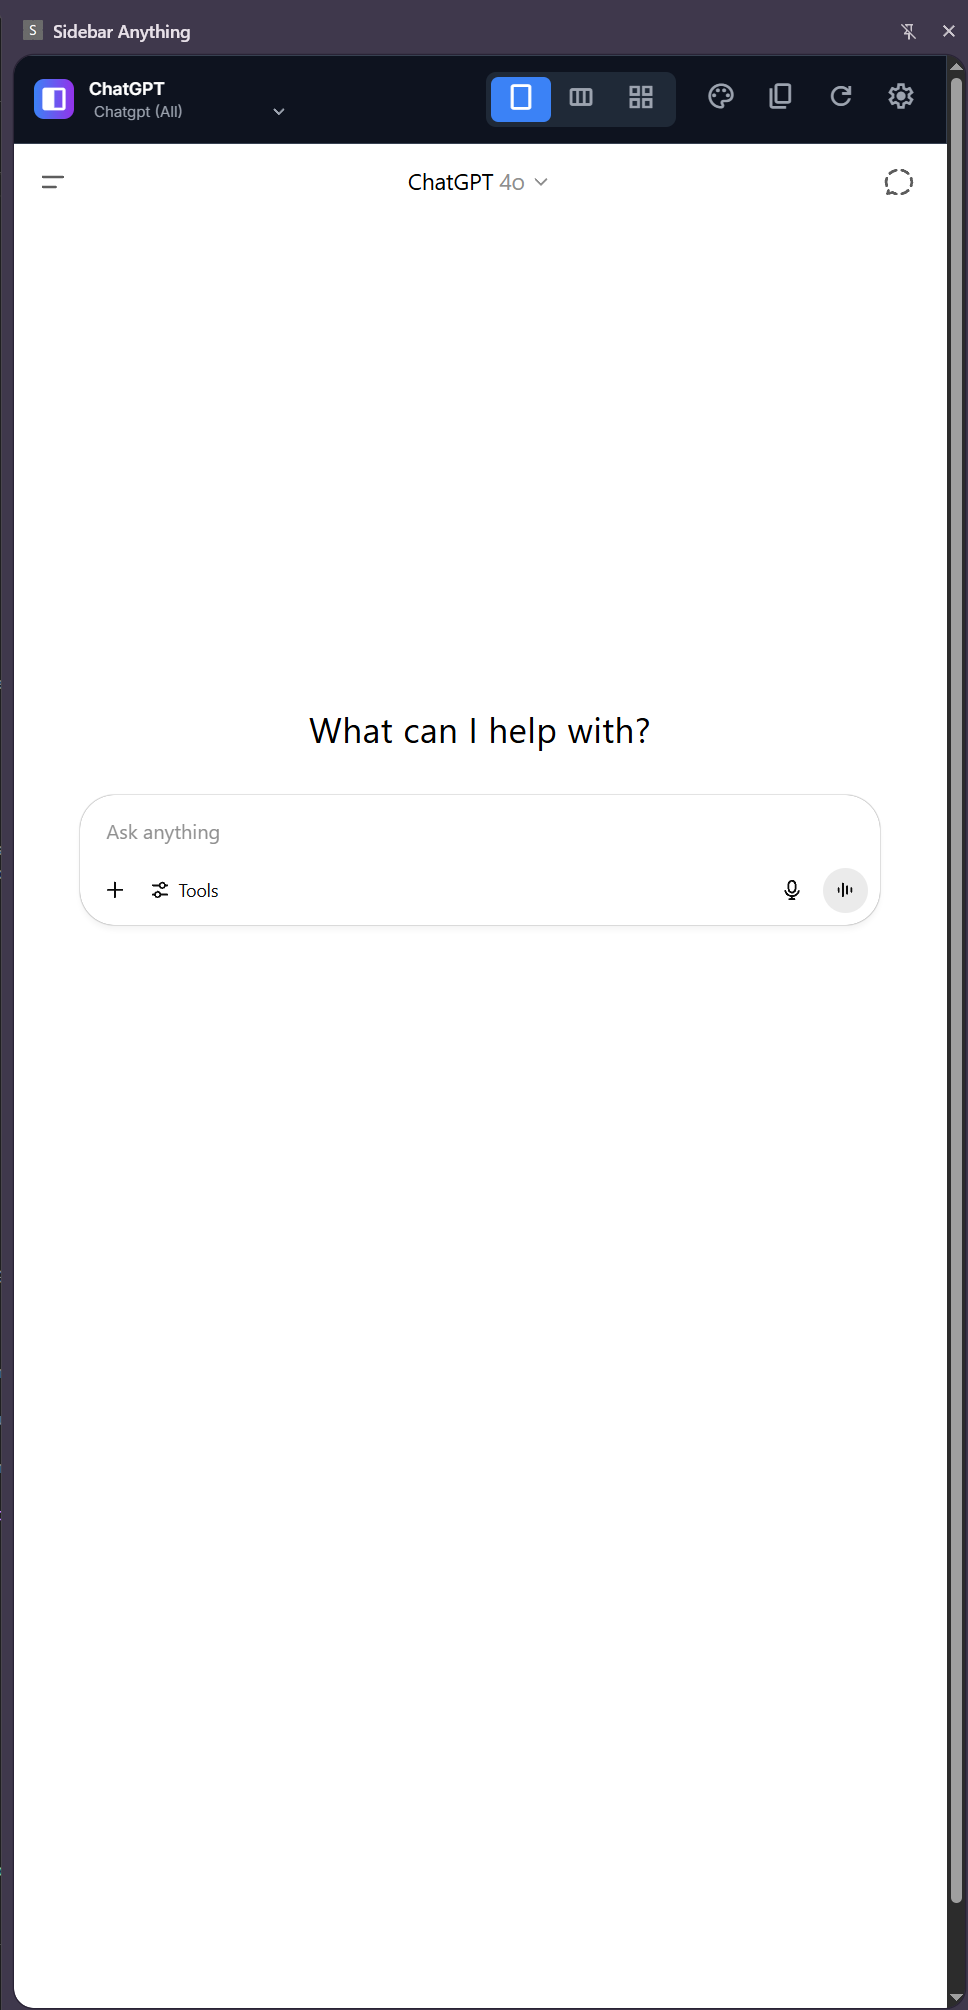 S Sidebar Anything
ChatGPT
Chatgpt (All)
ChatGPT 4o
What can I help with?
Ask anything
Tools